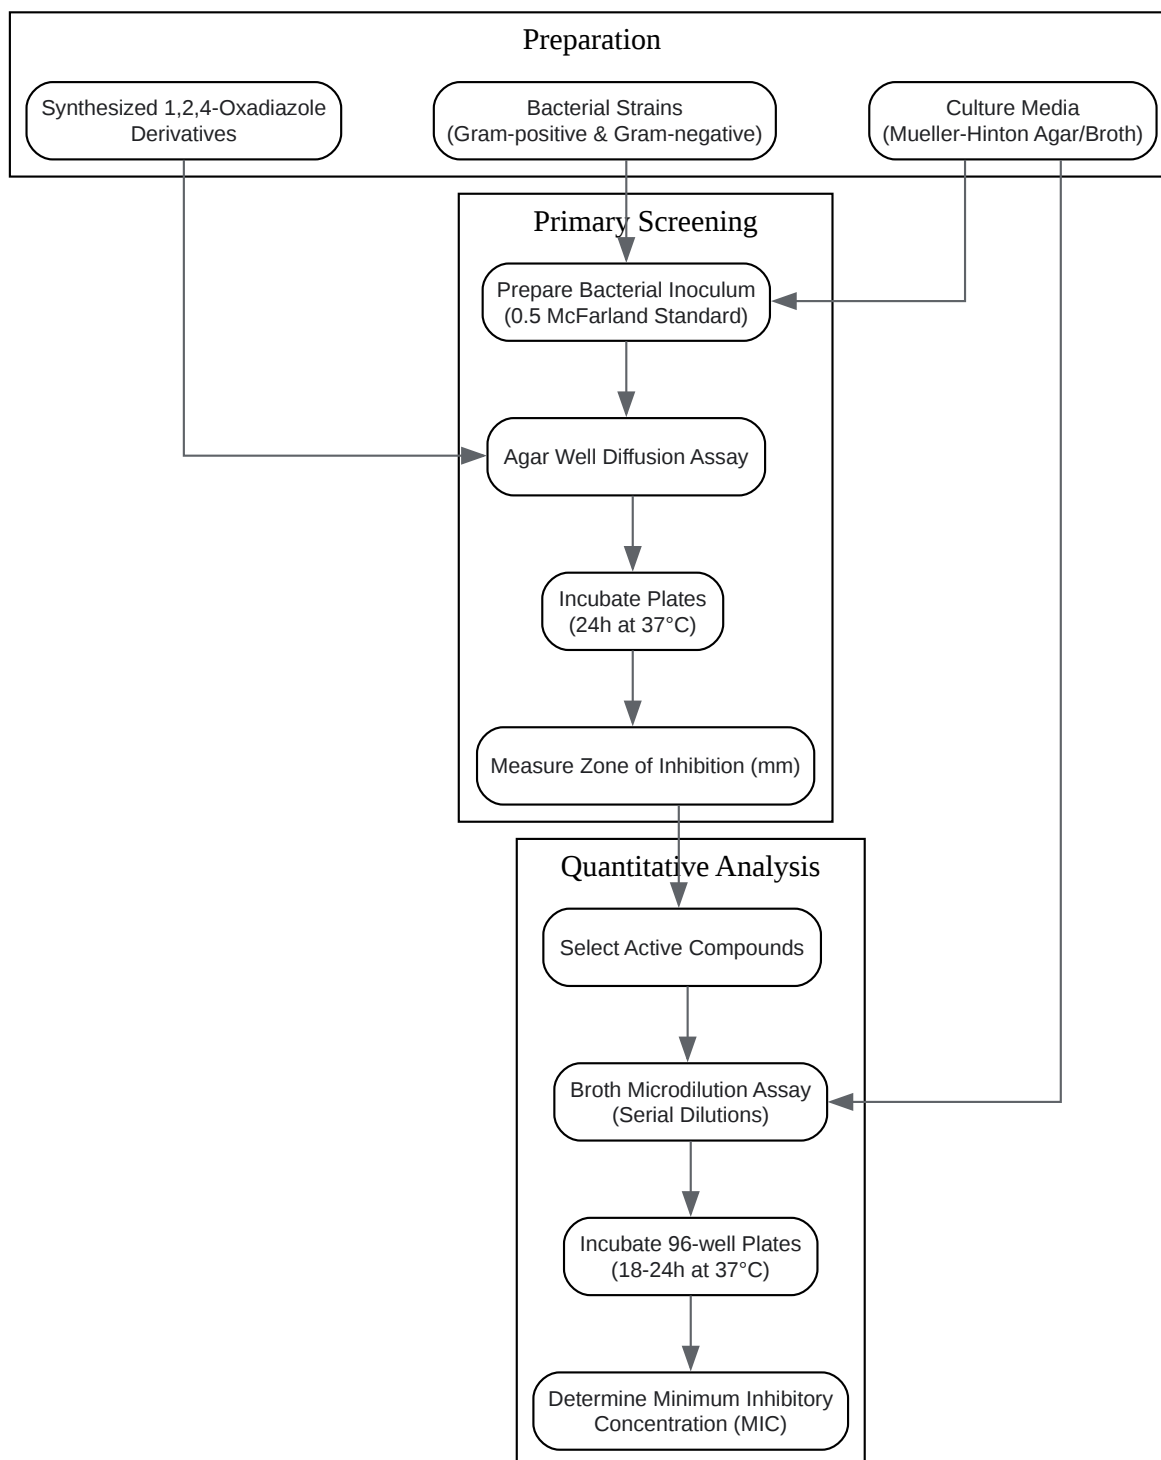 Preparation
Synthesized 1,2,4-Oxadiazole
Derivatives
Bacterial Strains
(Gram-positive & Gram-negative)
Culture Media
(Mueller-Hinton Agar/Broth)
Primary Screening
Prepare Bacterial Inoculum
(0.5 McFarland Standard)
Agar Well Diffusion Assay
Incubate Plates
(24h at 37°C)
Measure Zone of Inhibition (mm)
Quantitative Analysis
Select Active Compounds
Broth Microdilution Assay
(Serial Dilutions)
Incubate 96-well Plates
(18-24h at 37°C)
Determine Minimum Inhibitory
Concentration (MIC)